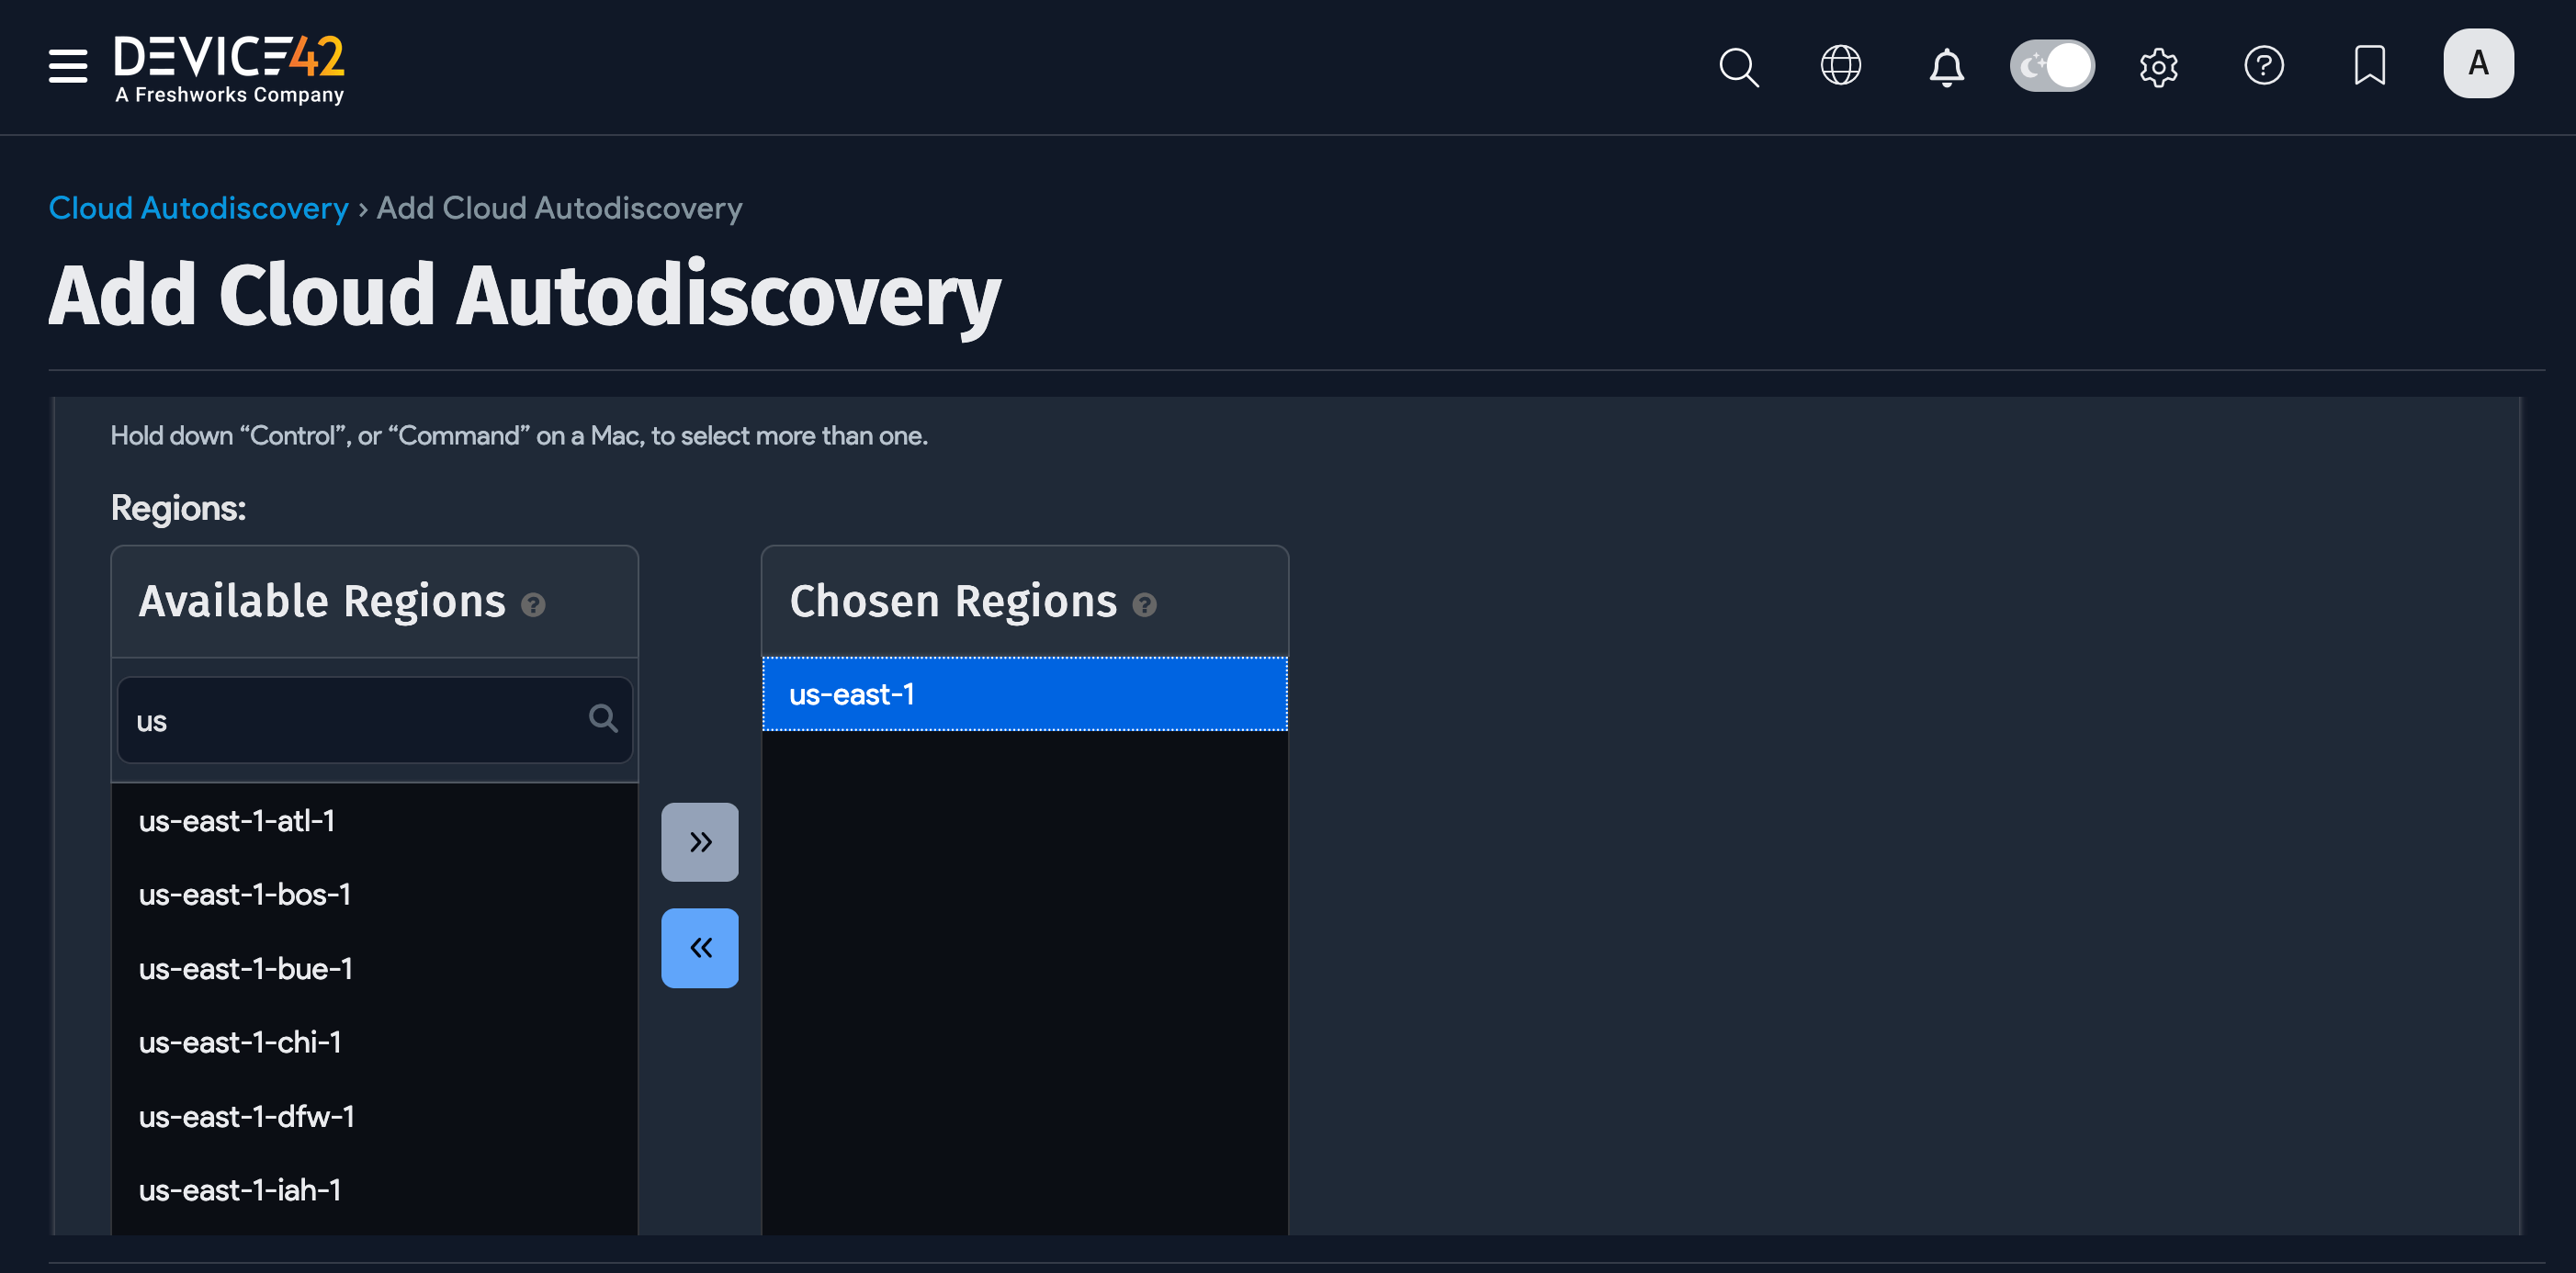 DEVICE42
A Freshworks Company
A
Cloud Autodiscovery › Add Cloud Autodiscovery
Add Cloud Autodiscovery
Hold down “Control”, or “Command” on a Mac, to select more than one.
Regions:
Available Regions ?
Chosen Regions ?
us
us-east-1
us-east-1-atl-1
us-east-1-bos-1
us-east-1-bue-1
us-east-1-chi-1
us-east-1-dfw-1
us-east-1-iah-1